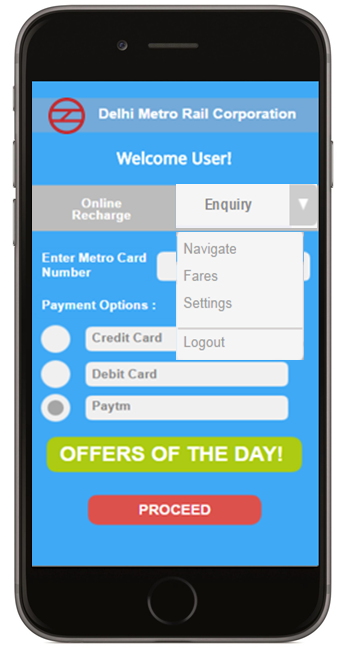 Delhi Metro Rail Corporation
Welcome User!
Online
Recharge
Enquiry
Navigate
Fares
Settings
Logout
Enter Metro Card
Number
Payment Options :
Credit Card
Debit Card
Paytm
OFFERS OF THE DAY!
PROCEED